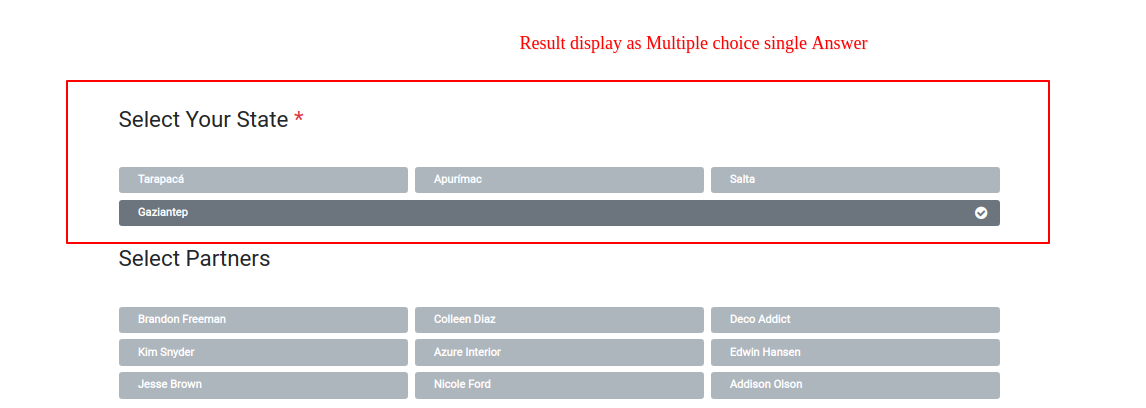 Result display as Multiple choice single Answer
Select Your State *
Tarapacá Apurímac Salta
Gaziantep
Select Partners
Brandon Freeman Colleen Diaz Deco Addict
Kim Snyder Azure Interior Edwin Hansen
Jesse Brown Nicole Ford Addison Olson